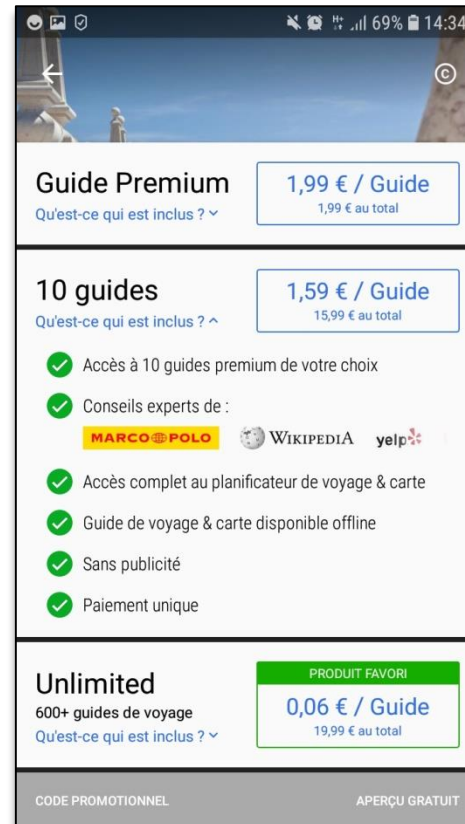 69% 14:34
©
Guide Premium
Qu'est-ce qui est inclus ?
1,99 € / Guide
1,99 € au total
10 guides
Qu'est-ce qui est inclus ?
1,59 € / Guide
15,99 € au total
Accès à 10 guides premium de votre choix
Conseils experts de :
MARCO POLO WIKIPEDIA yelp
Accès complet au planificateur de voyage & carte
Guide de voyage & carte disponible offline
Sans publicité
Paiement unique
Unlimited
600+ guides de voyage
Qu'est-ce qui est inclus ?
PRODUIT FAVORI
0,06 € / Guide
19,99 € au total
CODE PROMOTIONNEL APERÇU GRATUIT